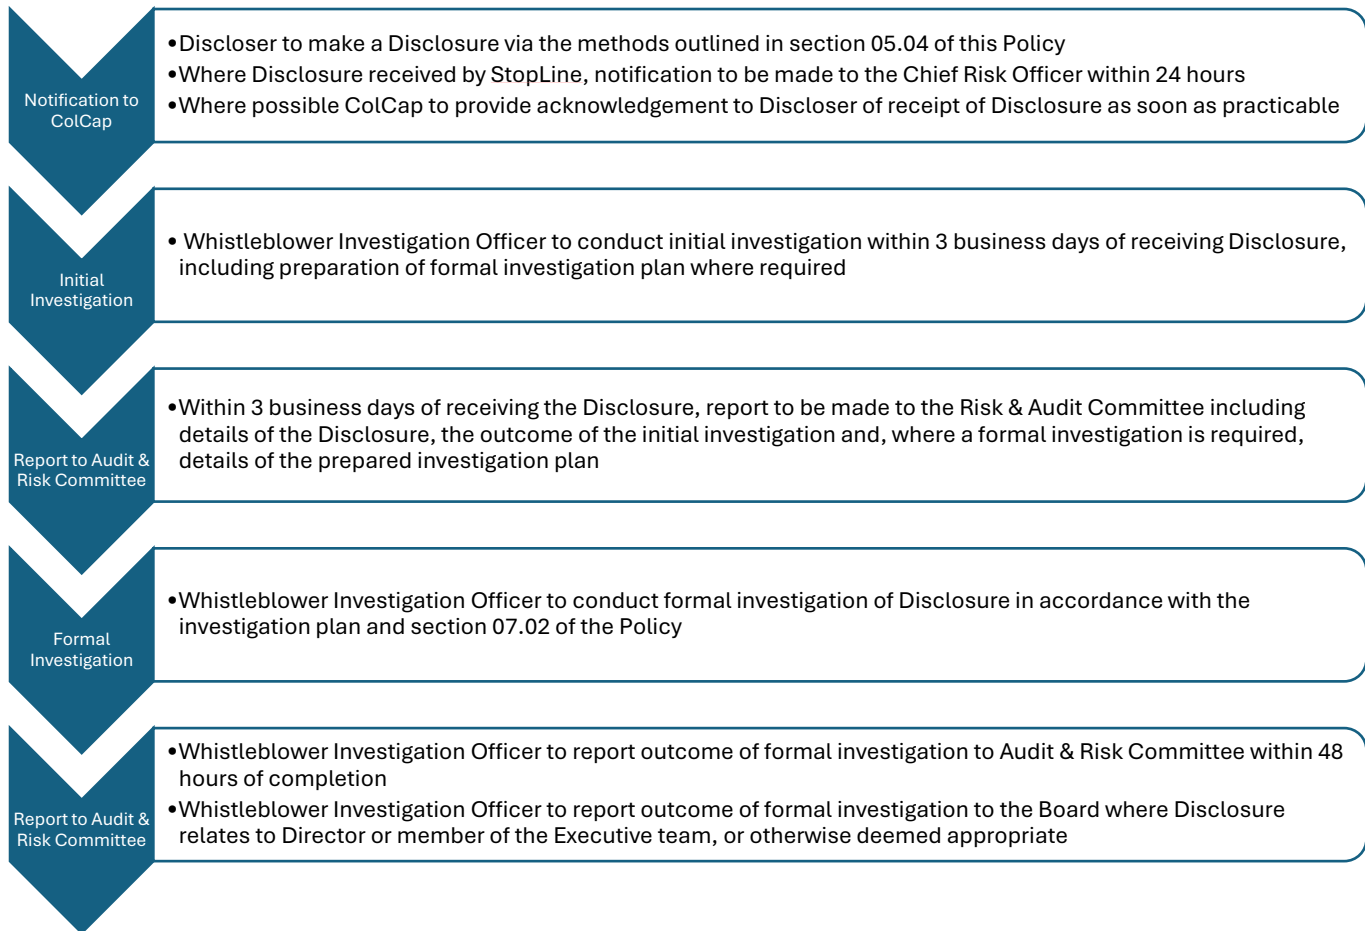 Notification to
ColCap
•Discloser to make a Disclosure via the methods outlined in section 05.04 of this Policy
•Where Disclosure received by StopLine, notification to be made to the Chief Risk Officer within 24 hours
•Where possible ColCap to provide acknowledgement to Discloser of receipt of Disclosure as soon as practicable
Initial
Investigation
• Whistleblower Investigation Officer to conduct initial investigation within 3 business days of receiving Disclosure,
including preparation of formal investigation plan where required
Report to Audit &
Risk Committee
•Within 3 business days of receiving the Disclosure, report to be made to the Risk & Audit Committee including
details of the Disclosure, the outcome of the initial investigation and, where a formal investigation is required,
details of the prepared investigation plan
Formal
Investigation
•Whistleblower Investigation Officer to conduct formal investigation of Disclosure in accordance with the
investigation plan and section 07.02 of the Policy
Report to Audit &
Risk Committee
•Whistleblower Investigation Officer to report outcome of formal investigation to Audit & Risk Committee within 48
hours of completion
•Whistleblower Investigation Officer to report outcome of formal investigation to the Board where Disclosure
relates to Director or member of the Executive team, or otherwise deemed appropriate